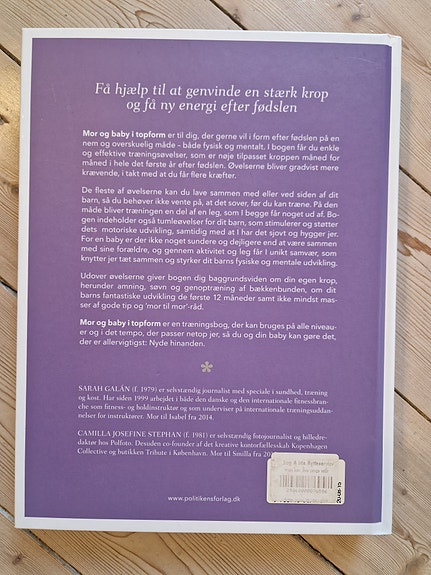 Få hjælp til at genvinde en stærk krop
og få ny energi efter fødslen
Mor og baby i topform er til dig, der gerne vil i form efter fødslen på en
nem og overskuelig måde – både fysisk og mentalt. I bogen får du enkle
og effektive træningsøvelser, som er nøje tilpasset kroppen måned for
måned i hele det første år efter fødslen. Øvelserne bliver gradvist mere
krævende, i takt med at du får flere kræfter.
De fleste af øvelserne kan du lave sammen med eller ved siden af dit
barn, så du behøver ikke vente på, at det sover, før du kan træne. På den
måde bliver træningen en del af en leg, som I begge får noget ud af. Bo-
gen indeholder også tumleøvelser for dit barn, som stimulerer og støtter
dets motoriske udvikling, samtidig med at I har det sjovt og hygger jer.
For en baby er der ikke noget sundere og dejligere end at være sammen
med sine forældre, og gennem aktivitet og leg får I unikt samvær, som
knytter jer tæt sammen og styrker dit barns fysiske og mentale udvikling.
Udover øvelserne giver bogen dig baggrundsviden om din egen krop,
herunder amning, søvn og genoptræning af bækkenbunden, om dit
barns fantastiske udvikling de første 12 måneder samt ikke mindst mas-
ser af gode tip og 'mor til mor'-råd.
Mor og baby i topform er en træningsbog, der kan bruges på alle niveau-
er og i det tempo, der passer netop jer, så du og din baby kan gøre det,
der er allervigtigst: Nyde hinanden.
SARAH GALÁN (f. 1979) er selvstændig journalist med speciale i sundhed, træning
og kost. Har siden 1999 arbejdet i både den danske og den internationale fitnessbran-
che som fitness- og holdinstruktør og som underviser på internationale træningsuddan-
nelser for instruktører. Mor til Isabel fra 2014.
CAMILLA JOSEFINE STEPHAN (f. 1981) er selvstændig fotojournalist og billedre-
daktør hos Polfoto. Desuden co-founder af det kreative kontorfællesskab Kopenhagen
Collective og butikken Tribute i København. Mor til Smilla fra
www.politikensforlag.dk